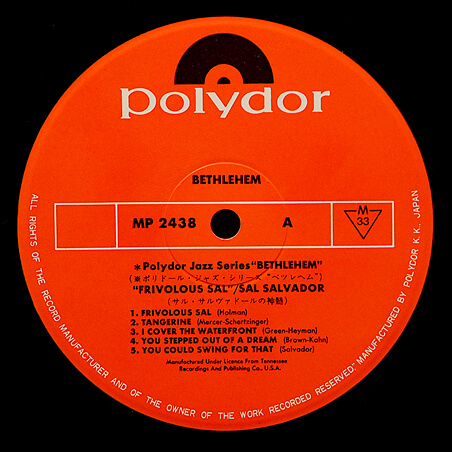 polydor
BETHLEHEM
MP 2438
A
M
33
*Polydor Jazz Series "BETHLEHEM"
(※ポリドール・ジャズ・シリーズ "ベツレヘム")
"FRIVOLOUS SAL"/SAL SALVADOR
(サル・サルヴァドールの神髄)
1. FRIVOLOUS SAL (Holman)
2. TANGERINE (Mercer-Schertzinger)
3. I COVER THE WATERFRONT (Green-Heyman)
4. YOU STEPPED OUT OF A DREAM (Brown-Kahn)
5. YOU COULD SWING FOR THAT (Salvador)
Manufactured Under Licence From Tennessee
Recordings And Publishing Co., U.S.A.
ALL RIGHTS OF THE RECORD MANUFACTURER AND OF THE OWNER OF THE WORK RECORDED RESERVED· MANUFACTURED BY POLYDOR K.K. JAPAN